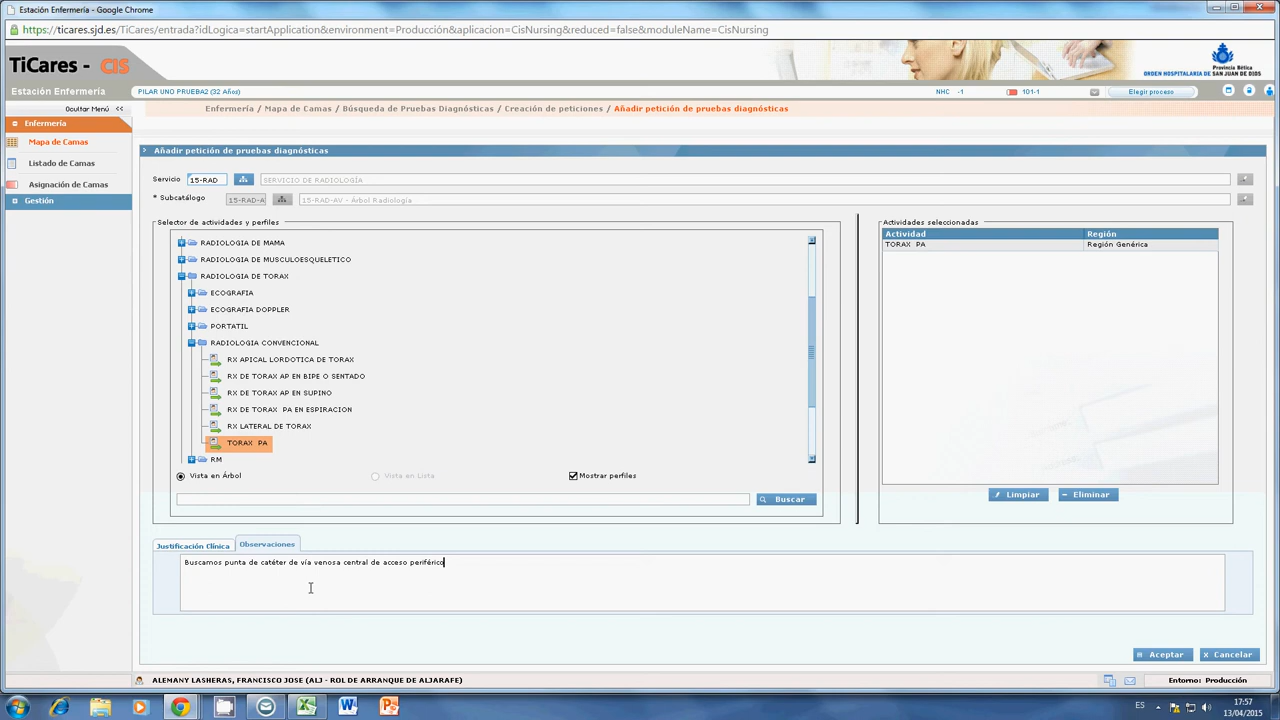 Estación Enfermería - Google Chrome
https://ticares.sjd.es/TiCares/entrada?idLogica=startApplication&environment=Producción&aplicacion=CisNursing&reduced=false&moduleName=CisNursing
TiCares - CIS
Provincia Bética
ORDEN HOSPITALARIA DE SAN JUAN DE DIOS
Estación Enfermería
PILAR UNO PRUEBA2 (32 Años)
NHC -1
101-1
Elegir proceso
Ocultar Menú <<
Enfermería / Mapa de Camas / Búsqueda de Pruebas Diagnósticas / Creación de peticiones / Añadir petición de pruebas diagnósticas
Enfermería
Mapa de Camas
Listado de Camas
Asignación de Camas
Gestión
Añadir petición de pruebas diagnósticas
Servicio 15-RAD SERVICIO DE RADIOLOGÍA
* Subcatálogo 15-RAD-A 15-RAD-AV - Árbol Radiología
Selector de actividades y perfiles
RADIOLOGIA DE MAMA
RADIOLOGIA DE MUSCULOESQUELETICO
RADIOLOGIA DE TORAX
ECOGRAFIA
ECOGRAFIA DOPPLER
PORTATIL
RADIOLOGIA CONVENCIONAL
RX APICAL LORDOTICA DE TORAX
RX DE TORAX AP EN BIPE O SENTADO
RX DE TORAX AP EN SUPINO
RX DE TORAX PA EN ESPIRACION
RX LATERAL DE TORAX
TORAX PA
RM
Vista en Árbol
Vista en Lista
Mostrar perfiles
Buscar
Actividades seleccionadas
Actividad Región
TORAX PA Región Genérica
Limpiar
Eliminar
Justificación Clínica
Observaciones
Buscamos punta de catéter de vía venosa central de acceso periférico
Aceptar
Cancelar
ALEMANY LASHERAS, FRANCISCO JOSE (ALJ - ROL DE ARRANQUE DE ALJARAFE)
Entorno: Producción
ES
17:57
13/04/2015